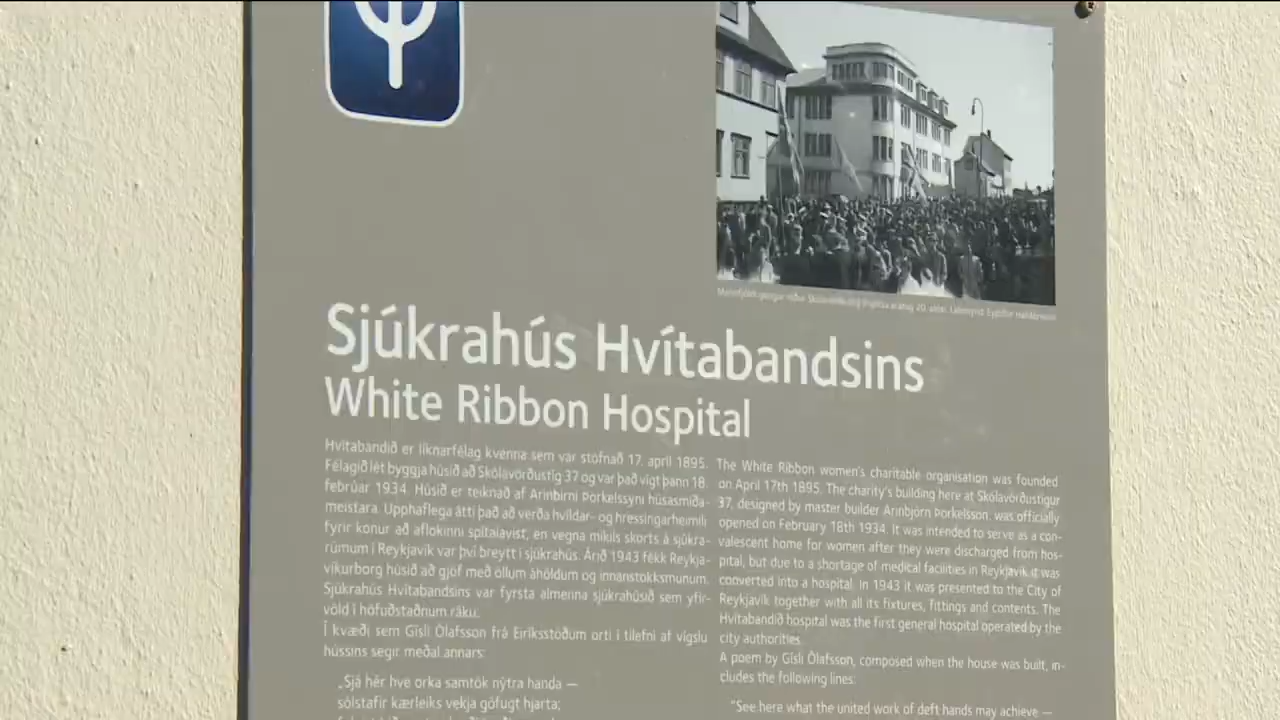 Sjúkrahús Hvítabandsins
White Ribbon Hospital
Hvítabandið er líknarfélag kvenna sem var stofnað 17. apríl 1895.
Félagið lét byggja húsið að Skólavörðustíg 37 og var það vígt þann 18.
febrúar 1934. Húsið er teiknað af Arinbirni Þorkelssyni húsasmíða-
meistara. Upphaflega átti það að verða hvíldar- og hressingarheimili
fyrir konur að aflokinni spítalavist, en vegna mikils skorts á sjúkra-
rúmum í Reykjavík var því breytt í sjúkrahús. Árið 1943 fékk Reykja-
víkurborg húsið að gjöf með öllum áhöldum og innanstokksmunum.
Sjúkrahús Hvítabandsins var fyrsta almenna sjúkrahúsið sem yfir-
völd í höfuðstaðnum ráku.
Í kvæði sem Gísli Ólafsson frá Eiríksstöðum orti í tilefni af vígslu
hússins segir meðal annars:
„Sjá hér hve orka samtök nýtra handa —
sólstafir kærleiks vekja göfugt hjarta;
The White Ribbon women's charitable organisation was founded
on April 17th 1895. The charity's building here at Skólavörðustígur
37, designed by master builder Arinbjörn Þorkelsson, was officially
opened on February 18th 1934. It was intended to serve as a con-
valescent home for women after they were discharged from hos-
pital, but due to a shortage of medical facilities in Reykjavík it was
converted into a hospital. In 1943 it was presented to the City of
Reykjavík together with all its fixtures, fittings and contents. The
Hvítabandið hospital was the first general hospital operated by the
city authorities.
A poem by Gísli Ólafsson, composed when the house was built, in-
cludes the following lines:
"See here what the united work of deft hands may achieve —